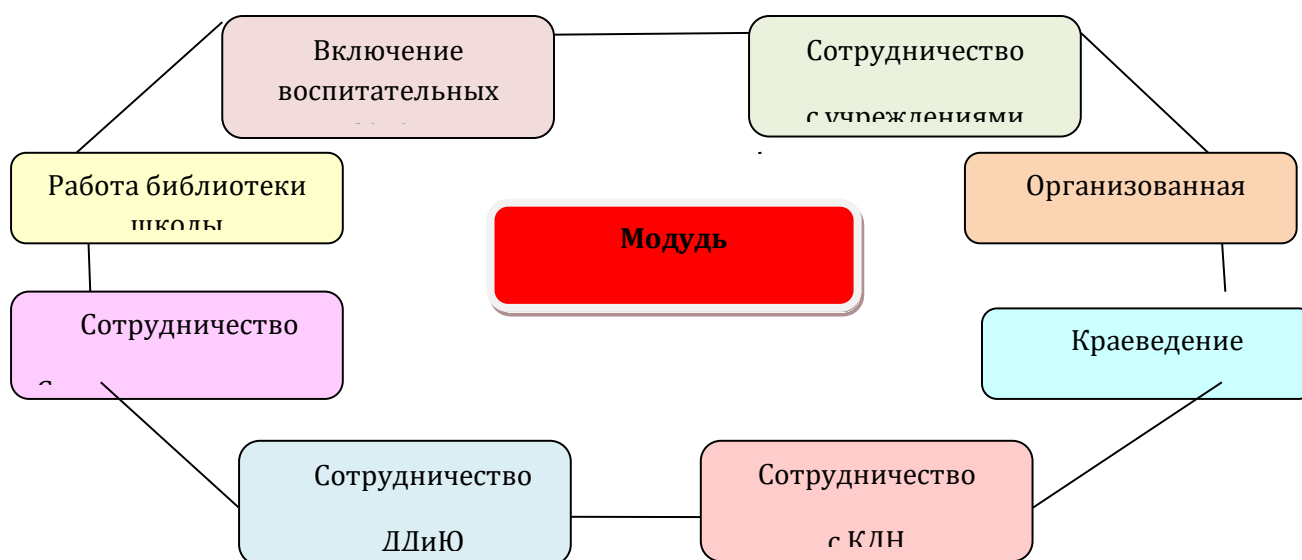 Включение
воспитательных
Сотрудничество
с учреждениями
Работа библиотеки
школы
Организованная
Модудь
Сотрудничество
Краеведение
Сотрудничество
ДДиЮ
Сотрудничество
с КДН